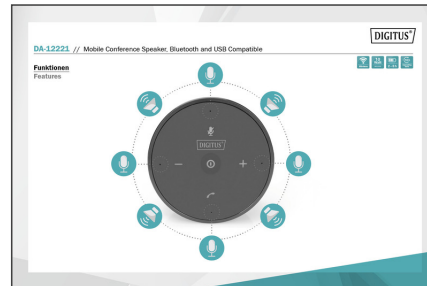 DIGITUS®
DA-12221 // Mobile Conference Speaker, Bluetooth and USB Compatible
Funktionen
Features
DIGITUS